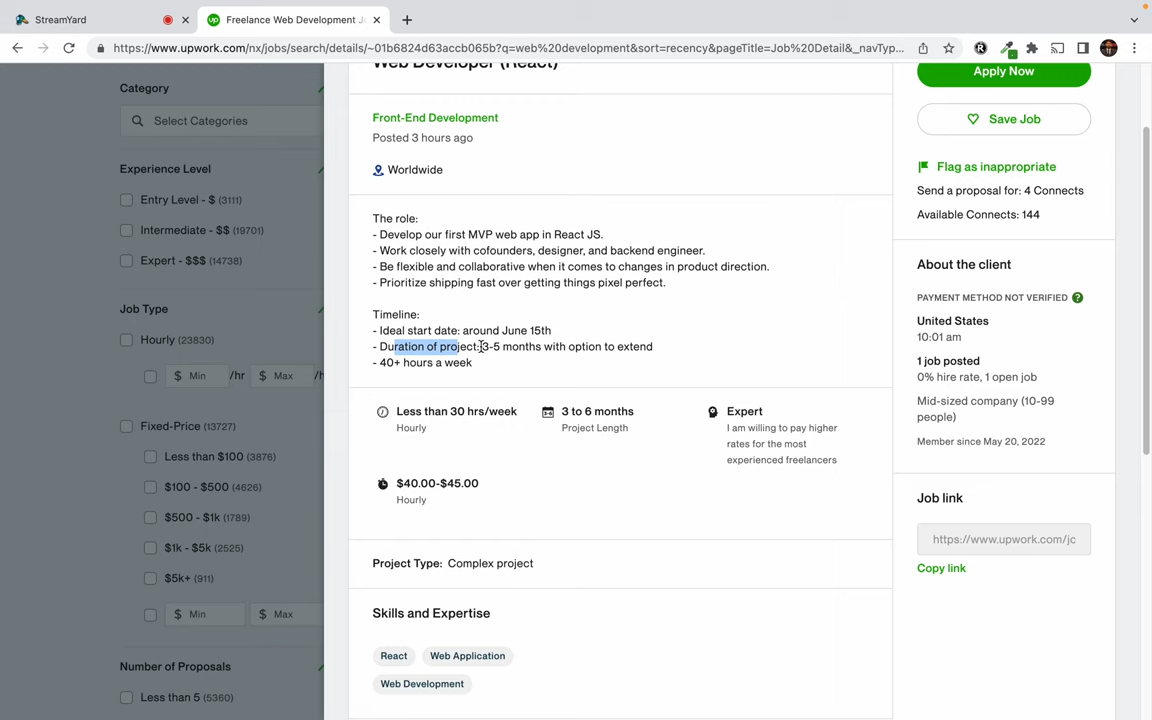 StreamYard
Freelance Web Development J
https://www.upwork.com/nx/jobs/search/details/~01b6824d63accb065b?q=web%20development&sort=recency&pageTitle=Job%20Detail&_navTyp...
Category
Select Categories
Experience Level
Entry Level - $ (3111)
Intermediate - $$ (19701)
Expert - $$$ (14738)
Job Type
Hourly (23830)
$ Min /hr $ Max /h
Fixed-Price (13727)
Less than $100 (3876)
$100 - $500 (4626)
$500 - $1k (1789)
$1k - $5k (2525)
$5k+ (911)
$ Min $ Max
Number of Proposals
Less than 5 (5360)
Web Developer (React)
Front-End Development
Posted 3 hours ago
Worldwide
The role:
- Develop our first MVP web app in React JS.
- Work closely with cofounders, designer, and backend engineer.
- Be flexible and collaborative when it comes to changes in product direction.
- Prioritize shipping fast over getting things pixel perfect.
Timeline:
- Ideal start date: around June 15th
- Duration of project: 3-5 months with option to extend
- 40+ hours a week
Less than 30 hrs/week
Hourly
3 to 6 months
Project Length
Expert
I am willing to pay higher
rates for the most
experienced freelancers
$40.00-$45.00
Hourly
Project Type: Complex project
Skills and Expertise
React
Web Application
Web Development
Apply Now
Save Job
Flag as inappropriate
Send a proposal for: 4 Connects
Available Connects: 144
About the client
PAYMENT METHOD NOT VERIFIED ?
United States
10:01 am
1 job posted
0% hire rate, 1 open job
Mid-sized company (10-99
people)
Member since May 20, 2022
Job link
https://www.upwork.com/jc
Copy link